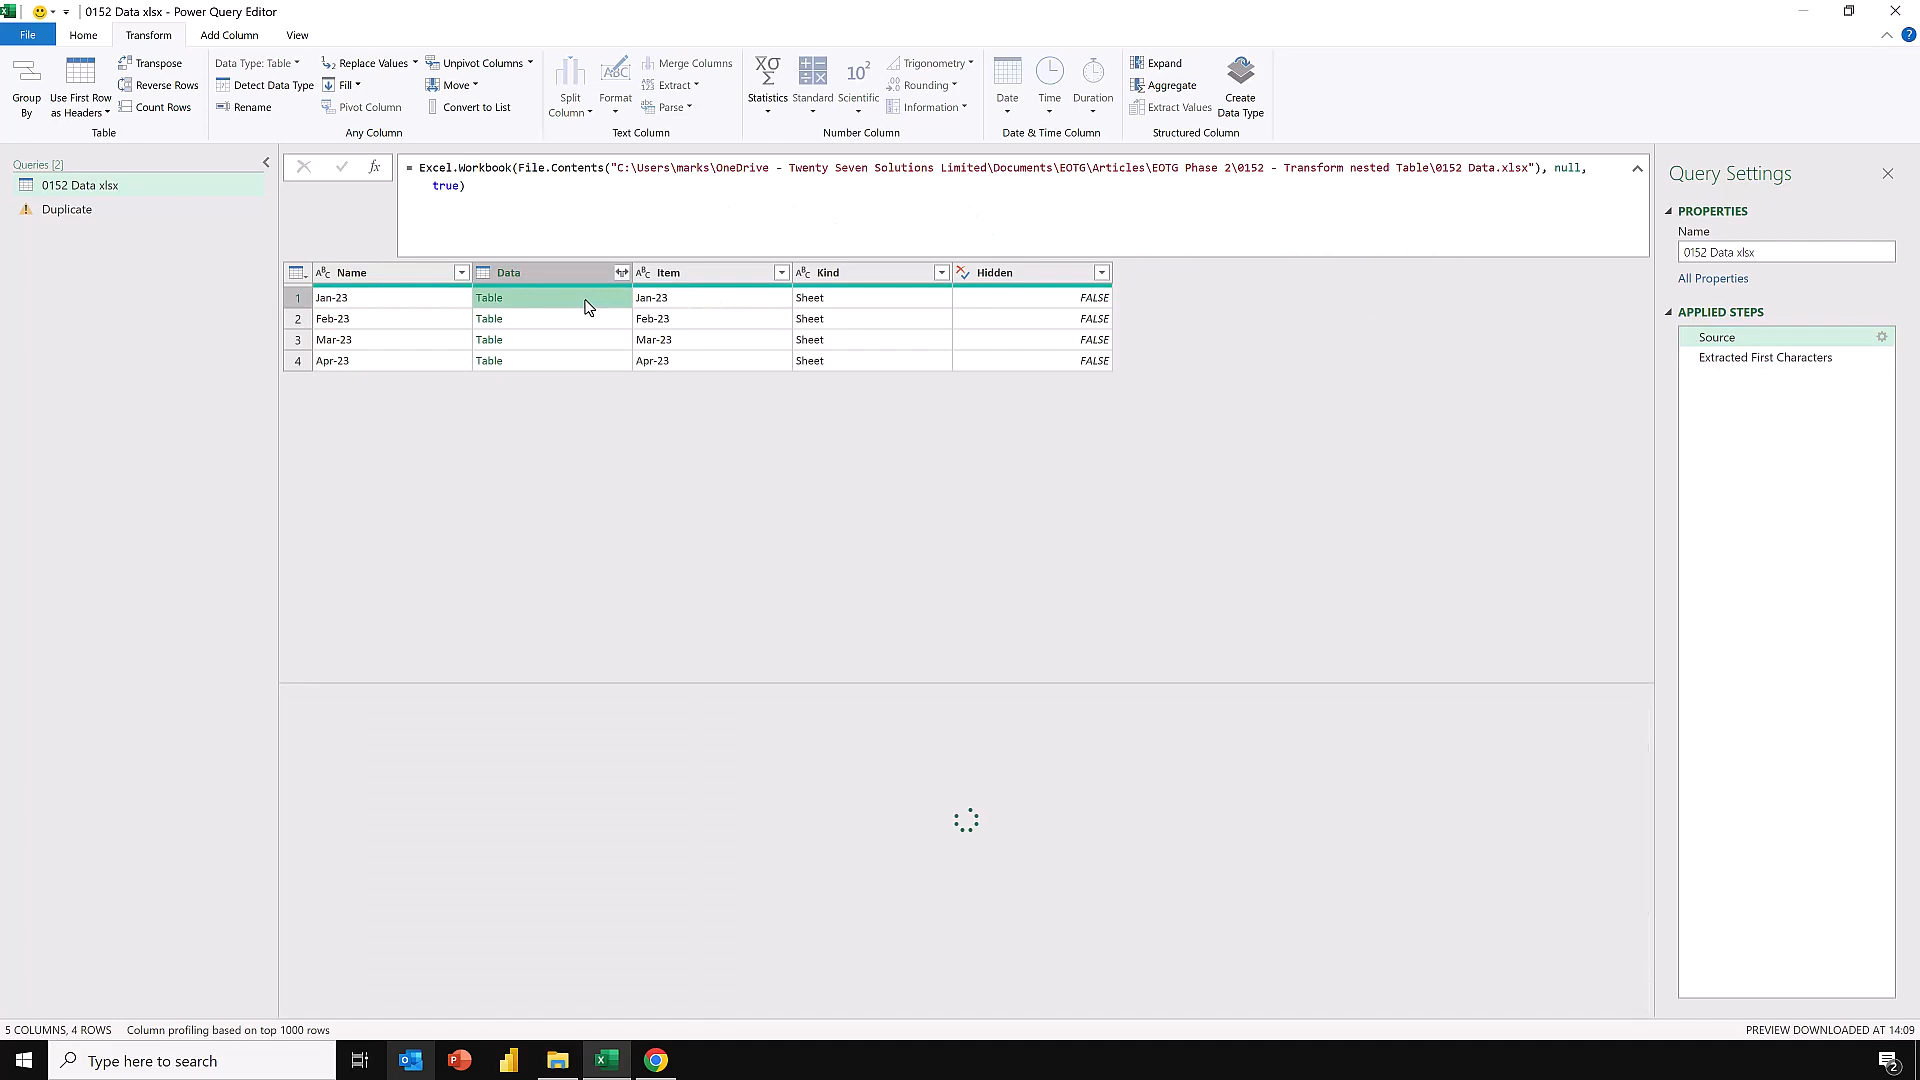 0152 Data xlsx - Power Query Editor
File Home Transform Add Column View
Group By
Use First Row as Headers
Transpose
Reverse Rows
Count Rows
Table
Data Type: Table
Detect Data Type
Rename
Replace Values
Fill
Pivot Column
Unpivot Columns
Move
Convert to List
Any Column
Split Column
Format
ABC
Merge Columns
Extract
Parse
Text Column
Statistics
Standard
10²
Scientific
Trigonometry
Rounding
Information
Number Column
Date
Time
Duration
Date & Time Column
Expand
Aggregate
Extract Values
Create Data Type
Structured Column
Queries [2]
0152 Data xlsx
Duplicate
fx
= Excel.Workbook(File.Contents("C:\Users\marks\OneDrive - Twenty Seven Solutions Limited\Documents\EOTG\Articles\EOTG Phase 2\0152 - Transform nested Table\0152 Data.xlsx"), null,
true)
Name Data Item Kind Hidden
1 Jan-23 Table Jan-23 Sheet FALSE
2 Feb-23 Table Feb-23 Sheet FALSE
3 Mar-23 Table Mar-23 Sheet FALSE
4 Apr-23 Table Apr-23 Sheet FALSE
Query Settings
PROPERTIES
Name
0152 Data xlsx
All Properties
APPLIED STEPS
Source
Extracted First Characters
5 COLUMNS, 4 ROWS Column profiling based on top 1000 rows
PREVIEW DOWNLOADED AT 14:09
Type here to search
2